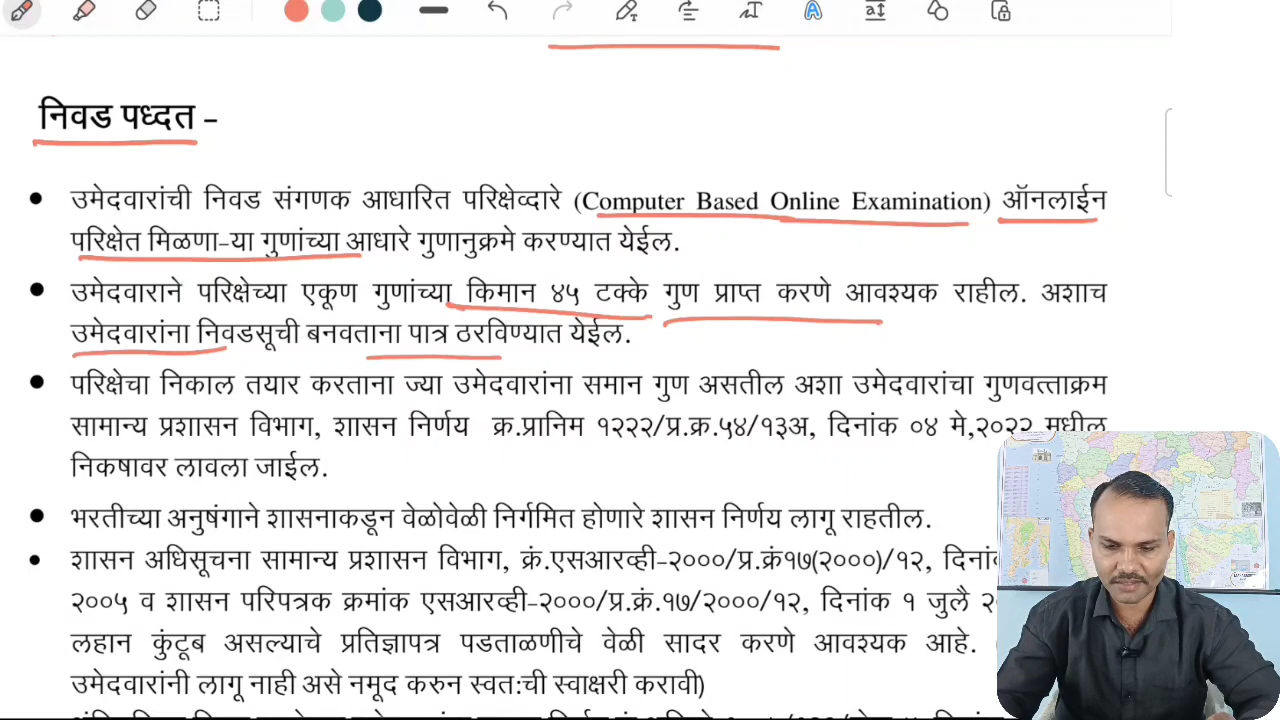 निवड पध्दत –
• उमेदवारांची निवड संगणक आधारित परिक्षेव्दारे (Computer Based Online Examination) ऑनलाईन
परिक्षेत मिळणा-या गुणांच्या आधारे गुणानुक्रमे करण्यात येईल.
• उमेदवाराने परिक्षेच्या एकूण गुणांच्या किमान ४५ टक्के गुण प्राप्त करणे आवश्यक राहील. अशाच
उमेदवारांना निवडसूची बनवताना पात्र ठरविण्यात येईल.
• परिक्षेचा निकाल तयार करताना ज्या उमेदवारांना समान गुण असतील अशा उमेदवारांचा गुणवत्ताक्रम
सामान्य प्रशासन विभाग, शासन निर्णय क्र.प्रानिम १२२२/प्र.क्र.५४/१३अ, दिनांक ०४ मे,२०२२ मधील
निकषावर लावला जाईल.
• भरतीच्या अनुषंगाने शासनाकडून वेळोवेळी निर्गमित होणारे शासन निर्णय लागू राहतील.
• शासन अधिसूचना सामान्य प्रशासन विभाग, क्रं.एसआरव्ही-२०००/प्र.क्रं१७(२०००)/१२, दिनांक
२००५ व शासन परिपत्रक क्रमांक एसआरव्ही-२०००/प्र.क्रं.१७/२०००/१२, दिनांक १ जुलै
लहान कुंटूब असल्याचे प्रतिज्ञापत्र पडताळणीचे वेळी सादर करणे आवश्यक आहे.
उमेदवारांनी लागू नाही असे नमूद करुन स्वत:ची स्वाक्षरी करावी)